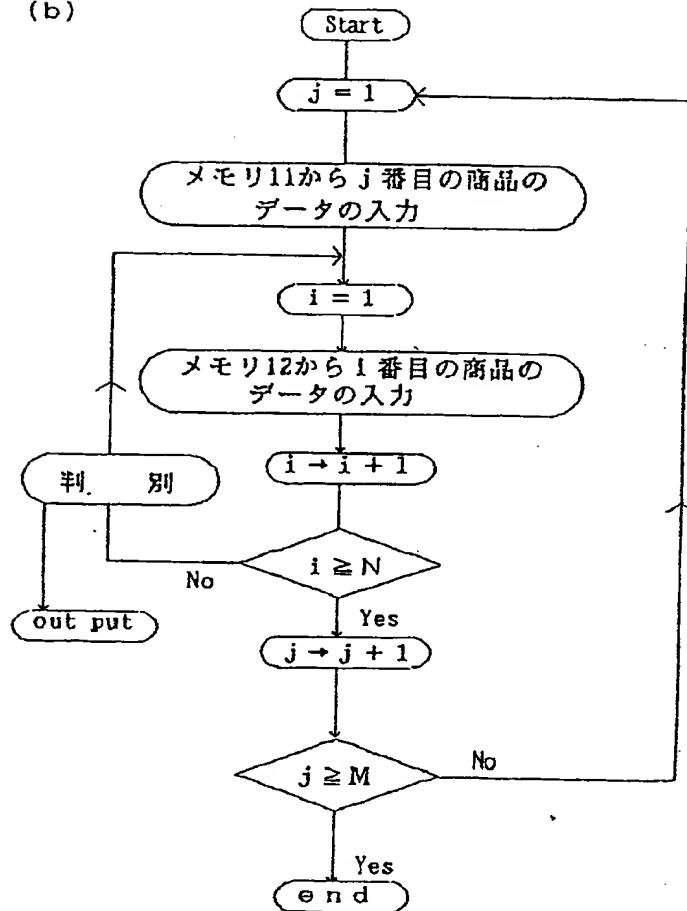 (b)
Start
j = 1
メモリ11から j 番目の商品の
データの入力
i = 1
メモリ12から 1 番目の商品の
データの入力
i → i + 1
判. 別
i ≧ N
No
Yes
out put
j → j + 1
j ≧ M
No
Yes
e n d